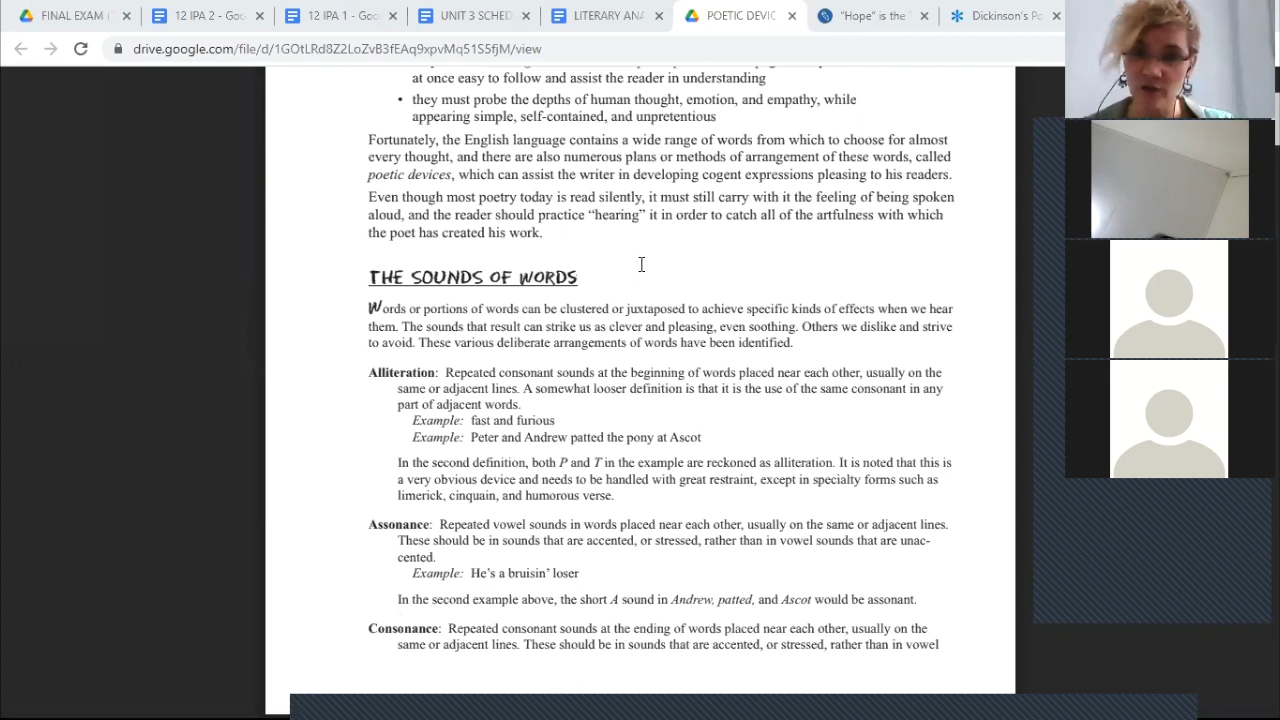 FINAL EXAM (
12 IPA 2 - Goo
12 IPA 1 - Goo
UNIT 3 SCHED
LITERARY ANA
POETIC DEVIC
"Hope" is the
Dickinson's Po
drive.google.com/file/d/1GOtLRd8Z2LoZvB3fEAq9xpvMq51S5fjM/view
at once easy to follow and assist the reader in understanding
• they must probe the depths of human thought, emotion, and empathy, while
appearing simple, self-contained, and unpretentious
Fortunately, the English language contains a wide range of words from which to choose for almost
every thought, and there are also numerous plans or methods of arrangement of these words, called
poetic devices, which can assist the writer in developing cogent expressions pleasing to his readers.
Even though most poetry today is read silently, it must still carry with it the feeling of being spoken
aloud, and the reader should practice “hearing” it in order to catch all of the artfulness with which
the poet has created his work.
THE SOUNDS OF WORDS
Words or portions of words can be clustered or juxtaposed to achieve specific kinds of effects when we hear
them. The sounds that result can strike us as clever and pleasing, even soothing. Others we dislike and strive
to avoid. These various deliberate arrangements of words have been identified.
Alliteration: Repeated consonant sounds at the beginning of words placed near each other, usually on the
same or adjacent lines. A somewhat looser definition is that it is the use of the same consonant in any
part of adjacent words.
Example: fast and furious
Example: Peter and Andrew patted the pony at Ascot
In the second definition, both P and T in the example are reckoned as alliteration. It is noted that this is
a very obvious device and needs to be handled with great restraint, except in specialty forms such as
limerick, cinquain, and humorous verse.
Assonance: Repeated vowel sounds in words placed near each other, usually on the same or adjacent lines.
These should be in sounds that are accented, or stressed, rather than in vowel sounds that are unac-
cented.
Example: He’s a bruisin’ loser
In the second example above, the short A sound in Andrew, patted, and Ascot would be assonant.
Consonance: Repeated consonant sounds at the ending of words placed near each other, usually on the
same or adjacent lines. These should be in sounds that are accented, or stressed, rather than in vowel